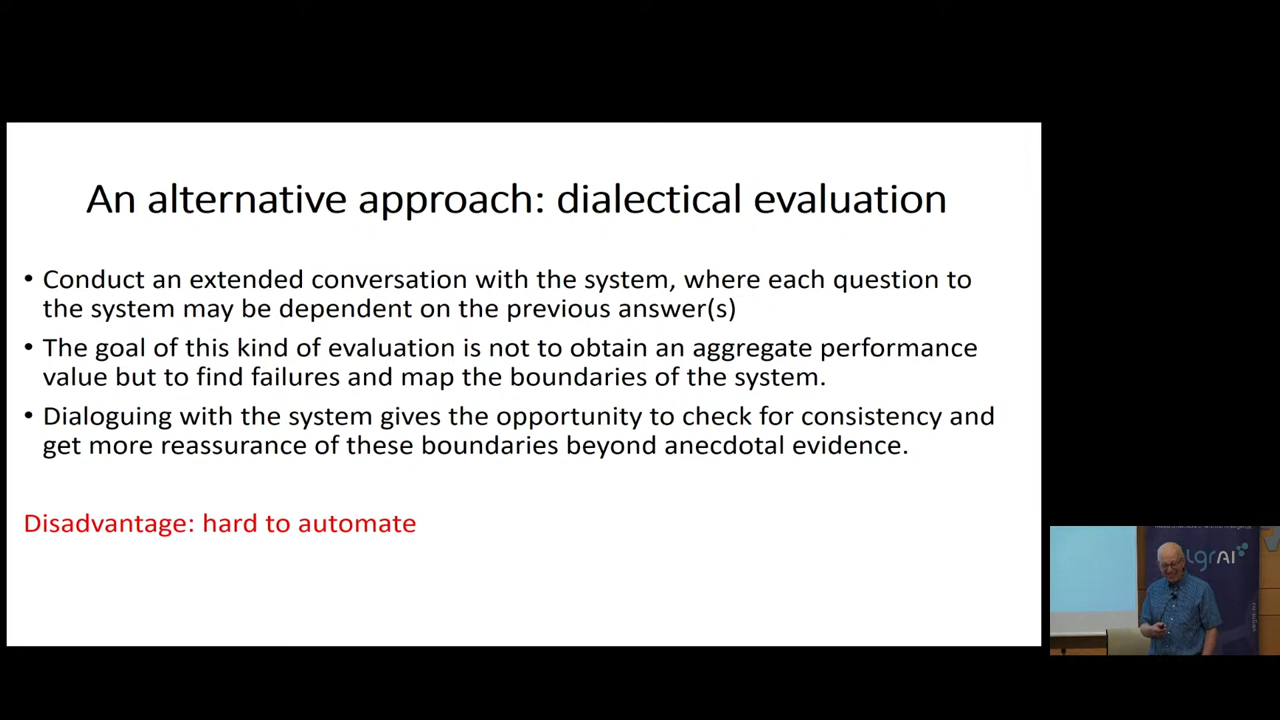 An alternative approach: dialectical evaluation
• Conduct an extended conversation with the system, where each question to
the system may be dependent on the previous answer(s)
• The goal of this kind of evaluation is not to obtain an aggregate performance
value but to find failures and map the boundaries of the system.
• Dialoguing with the system gives the opportunity to check for consistency and
get more reassurance of these boundaries beyond anecdotal evidence.
Disadvantage: hard to automate
lgrAI